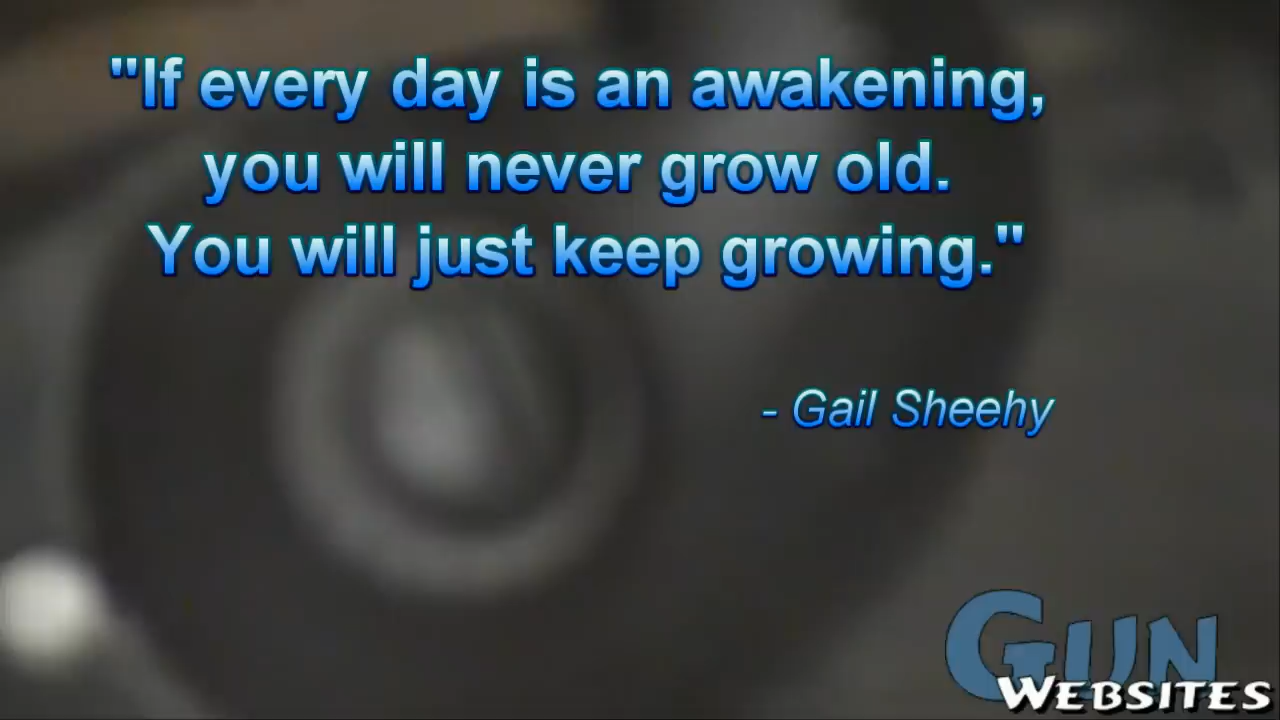 "If every day is an awakening,
you will never grow old.
You will just keep growing."
- Gail Sheehy
GUN
WEBSITES